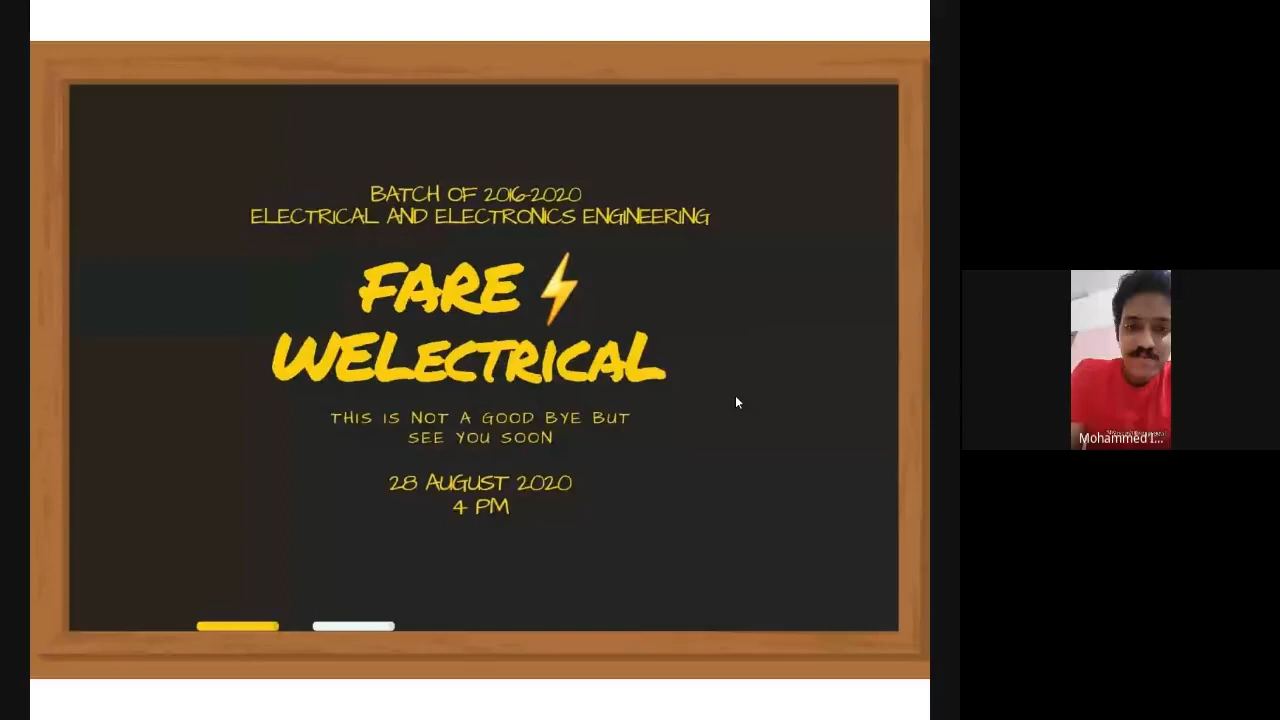 BATCH OF 2016-2020
ELECTRICAL AND ELECTRONICS ENGINEERING
FARE⚡
WELECTRICAL
THIS IS NOT A GOOD BYE BUT
SEE YOU SOON
28 AUGUST 2020
4 PM
Mohammed I...